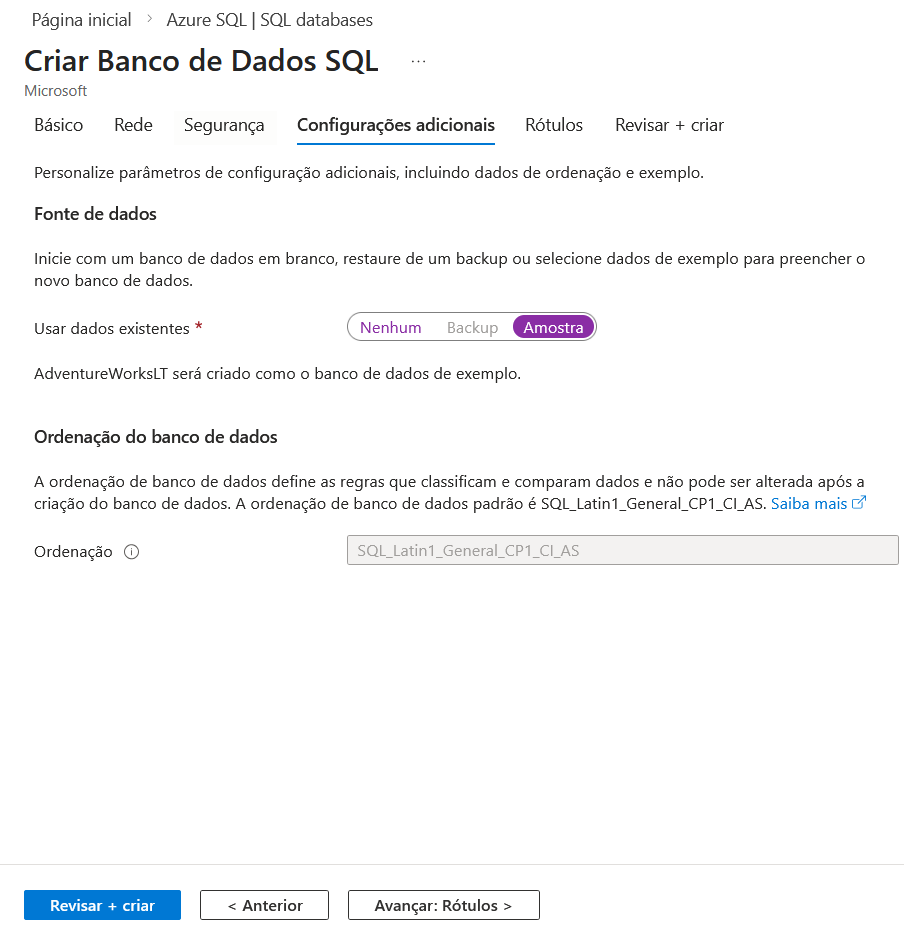 Página inicial > Azure SQL | SQL databases
Criar Banco de Dados SQL ...
Microsoft
Básico Rede Segurança Configurações adicionais Rótulos Revisar + criar
Personalize parâmetros de configuração adicionais, incluindo dados de ordenação e exemplo.
Fonte de dados
Inicie com um banco de dados em branco, restaure de um backup ou selecione dados de exemplo para preencher o
novo banco de dados.
Usar dados existentes * Nenhum Backup Amostra
AdventureWorksLT será criado como o banco de dados de exemplo.
Ordenação do banco de dados
A ordenação de banco de dados define as regras que classificam e comparam dados e não pode ser alterada após a
criação do banco de dados. A ordenação de banco de dados padrão é SQL_Latin1_General_CP1_CI_AS. Saiba mais
Ordenação SQL_Latin1_General_CP1_CI_AS
Revisar + criar < Anterior Avançar: Rótulos >